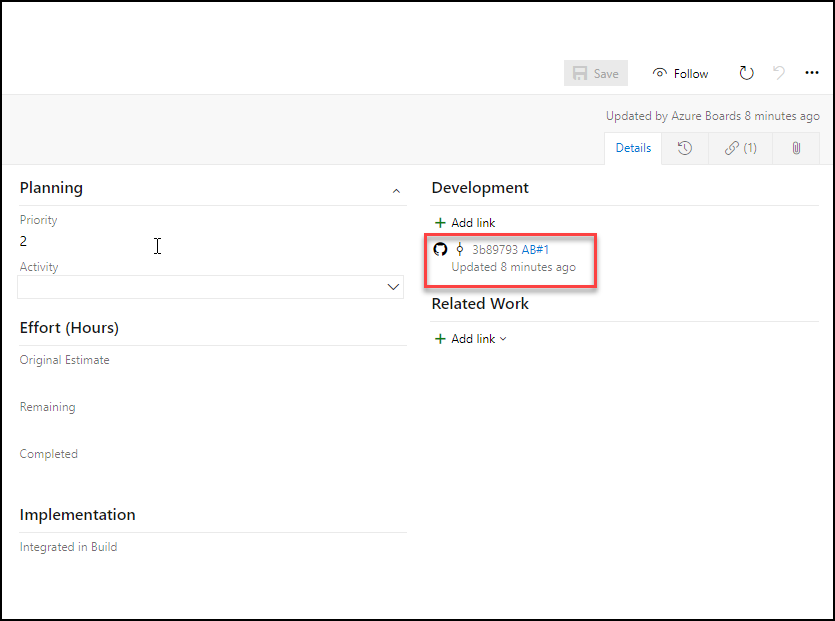 Save
Follow
Updated by Azure Boards 8 minutes ago
Details
(1)
Planning
Priority
2
Activity
Effort (Hours)
Original Estimate
Remaining
Completed
Implementation
Integrated in Build
Development
+ Add link
3b89793 AB#1
Updated 8 minutes ago
Related Work
+ Add link